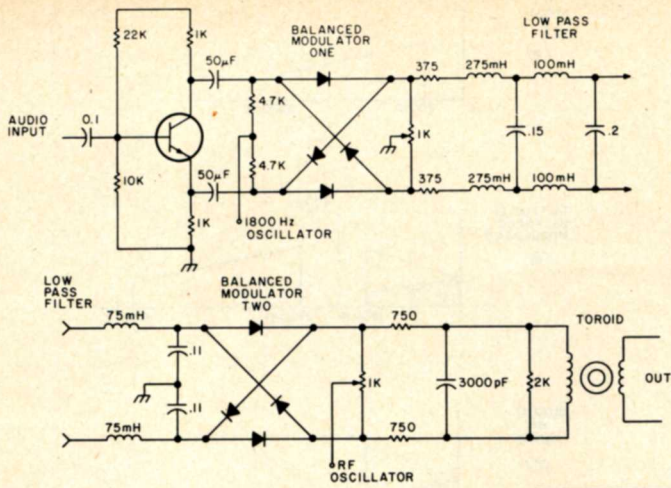 22K
1K
50µF
BALANCED
MODULATOR
ONE
LOW PASS
FILTER
375
275mH
100mH
4.7K
AUDIO
INPUT
0.1
1K
.15
.2
4.7K
10K
50µF
375
275mH
100mH
1K
1800 Hz
OSCILLATOR
LOW
PASS
FILTER
75mH
BALANCED
MODULATOR
TWO
750
TOROID
.11
1K
3000pF
2K
OUT
.11
75mH
750
RF
OSCILLATOR